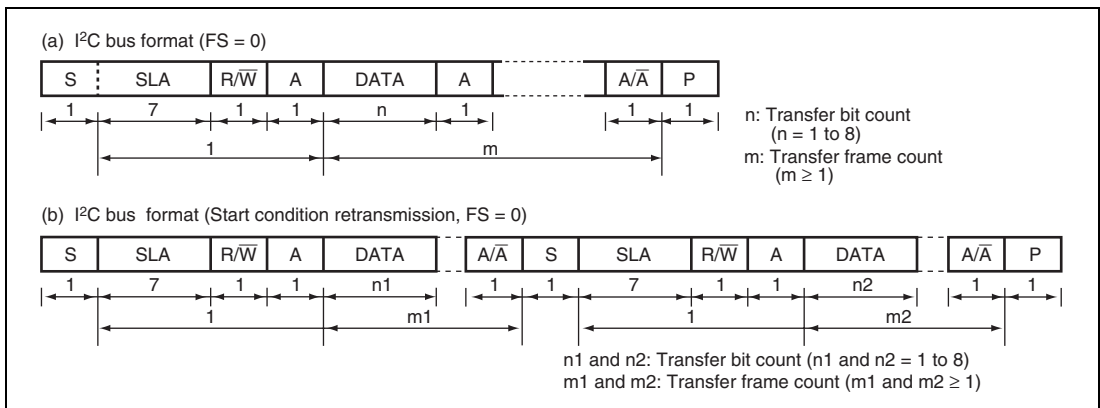 (a) I²C bus format (FS = 0)
S SLA R/W̅ A DATA A A/A̅ P
1 7 1 1 n 1 1 1
1 m
n: Transfer bit count
(n = 1 to 8)
m: Transfer frame count
(m ≥ 1)
(b) I²C bus format (Start condition retransmission, FS = 0)
S SLA R/W̅ A DATA A/A̅ S SLA R/W̅ A DATA A/A̅ P
1 7 1 1 n1 1 1 7 1 1 n2 1 1
1 m1 1 m2
n1 and n2: Transfer bit count (n1 and n2 = 1 to 8)
m1 and m2: Transfer frame count (m1 and m2 ≥ 1)